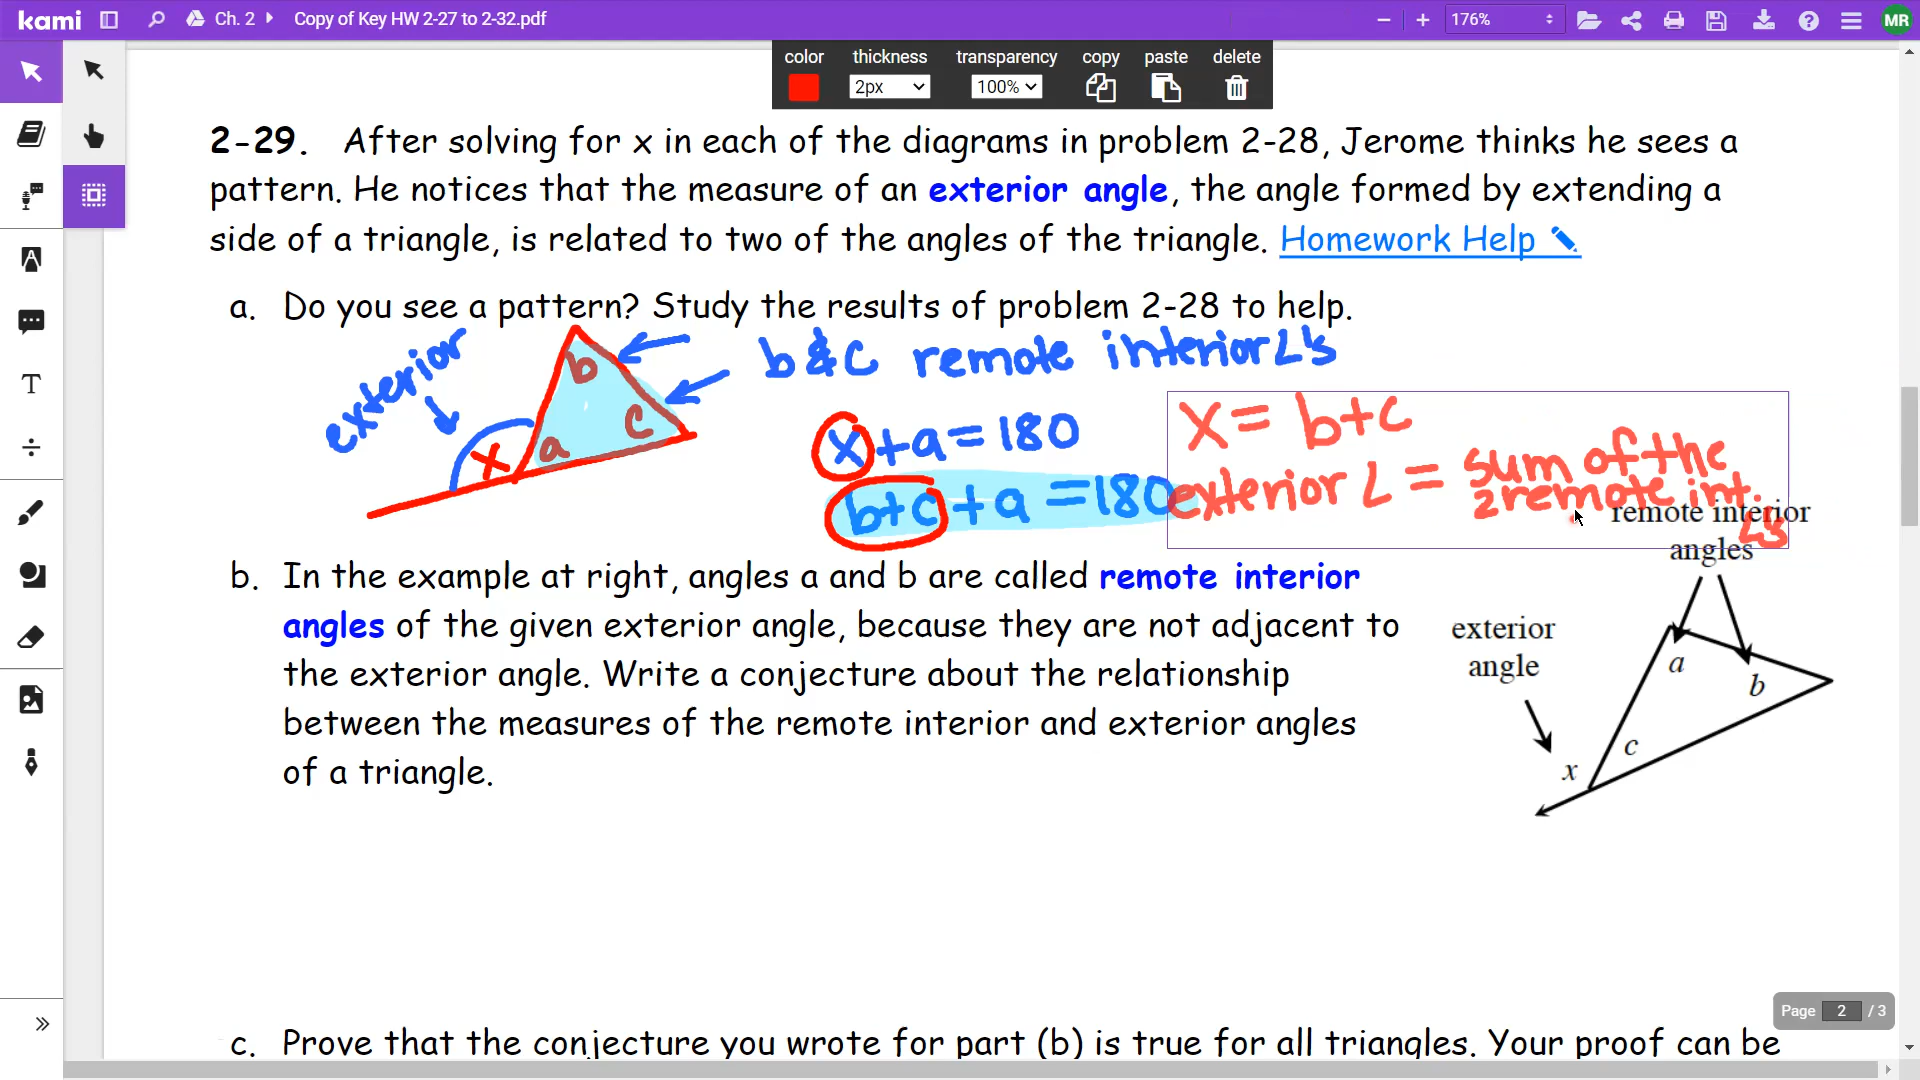 kami
Ch. 2
Copy of Key HW 2-27 to 2-32.pdf
176%
MR
color thickness transparency copy paste delete
2px 100%
2-29. After solving for x in each of the diagrams in problem 2-28, Jerome thinks he sees a
pattern. He notices that the measure of an exterior angle, the angle formed by extending a
side of a triangle, is related to two of the angles of the triangle. Homework Help
a. Do you see a pattern? Study the results of problem 2-28 to help.
exterior
b
c
a
x
b & c remote interior ∠'s
x + a = 180
b + c + a = 180
x = b + c
exterior ∠ = sum of the
2 remote int.
∠'s
remote interior
angles
b. In the example at right, angles a and b are called remote interior
angles of the given exterior angle, because they are not adjacent to
the exterior angle. Write a conjecture about the relationship
between the measures of the remote interior and exterior angles
of a triangle.
exterior
angle
a
b
c
x
c. Prove that the conjecture you wrote for part (b) is true for all triangles. Your proof can be
Page 2 / 3